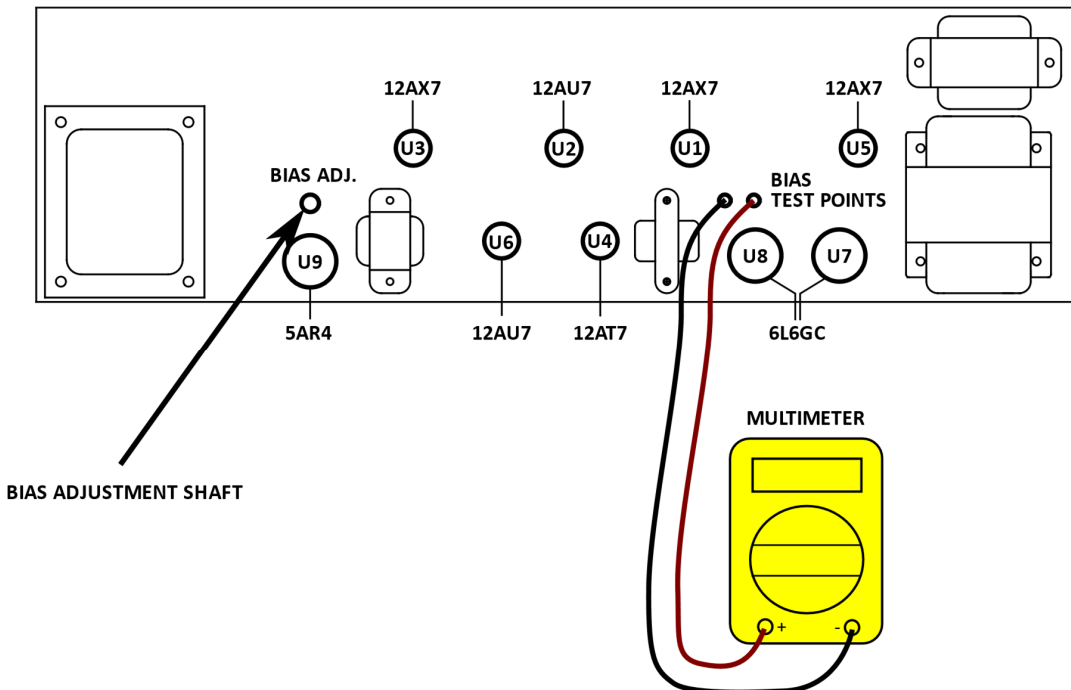 12AX7
12AU7
12AX7
12AX7
U3
U2
U1
U5
BIAS ADJ.
BIAS
TEST POINTS
U9
U6
U4
U8
U7
5AR4
12AU7
12AT7
6L6GC
MULTIMETER
BIAS ADJUSTMENT SHAFT
+
-